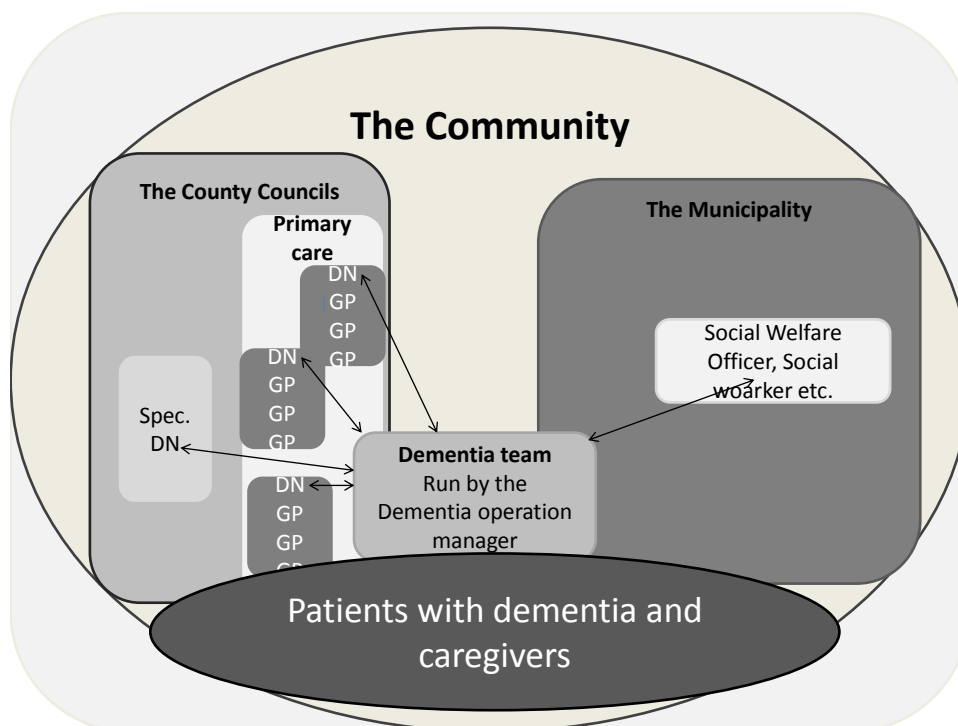 The Community
The County Councils
Primary
care
DN
GP
GP
GP
DN
GP
GP
GP
Spec.
DN
DN
GP
GP
GP
The Municipality
Social Welfare
Officer, Social
woarker etc.
Dementia team
Run by the
Dementia operation
manager
Patients with dementia and
caregivers